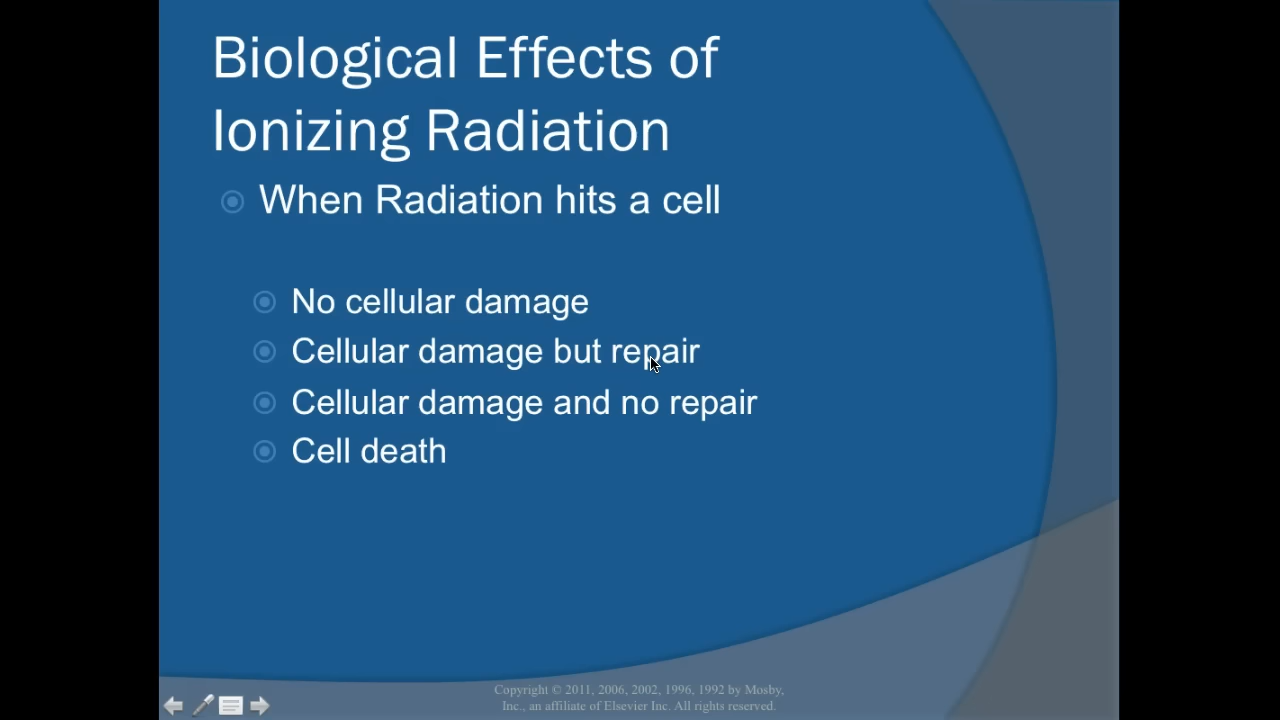 Biological Effects of
Ionizing Radiation
When Radiation hits a cell
No cellular damage
Cellular damage but repair
Cellular damage and no repair
Cell death
Copyright © 2011, 2006, 2002, 1996, 1992 by Mosby,
Inc., an affiliate of Elsevier Inc. All rights reserved.